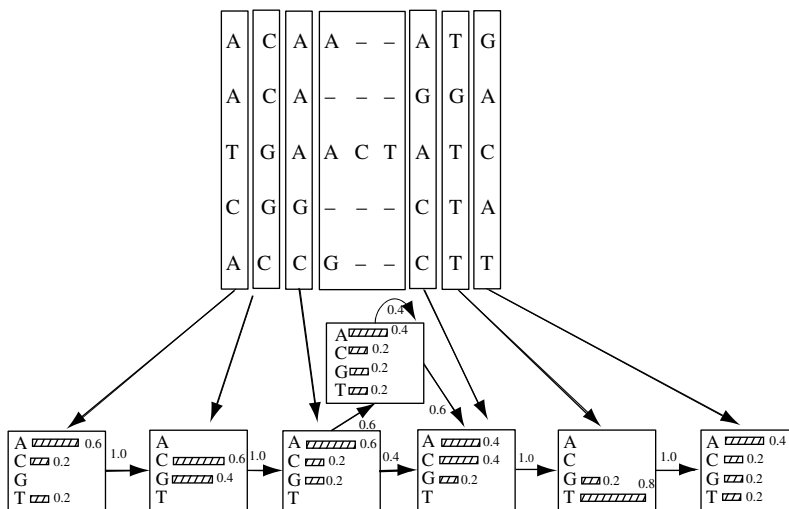 A C A A – – A T G
A C A – – – G G A
T G A A C T A T C
C G G – – – C T A
A C C G – – C T T
0.4
A 0.4
C 0.2
G 0.2
T 0.2
0.6
0.6
A 0.6
C 0.2
G
T 0.2
1.0
A
C 0.6
G 0.4
T
1.0
A 0.6
C 0.2
G 0.2
T
0.4
A 0.4
C 0.4
G 0.2
T
1.0
A
C
G 0.2
T 0.8
1.0
A 0.4
C 0.2
G 0.2
T 0.2